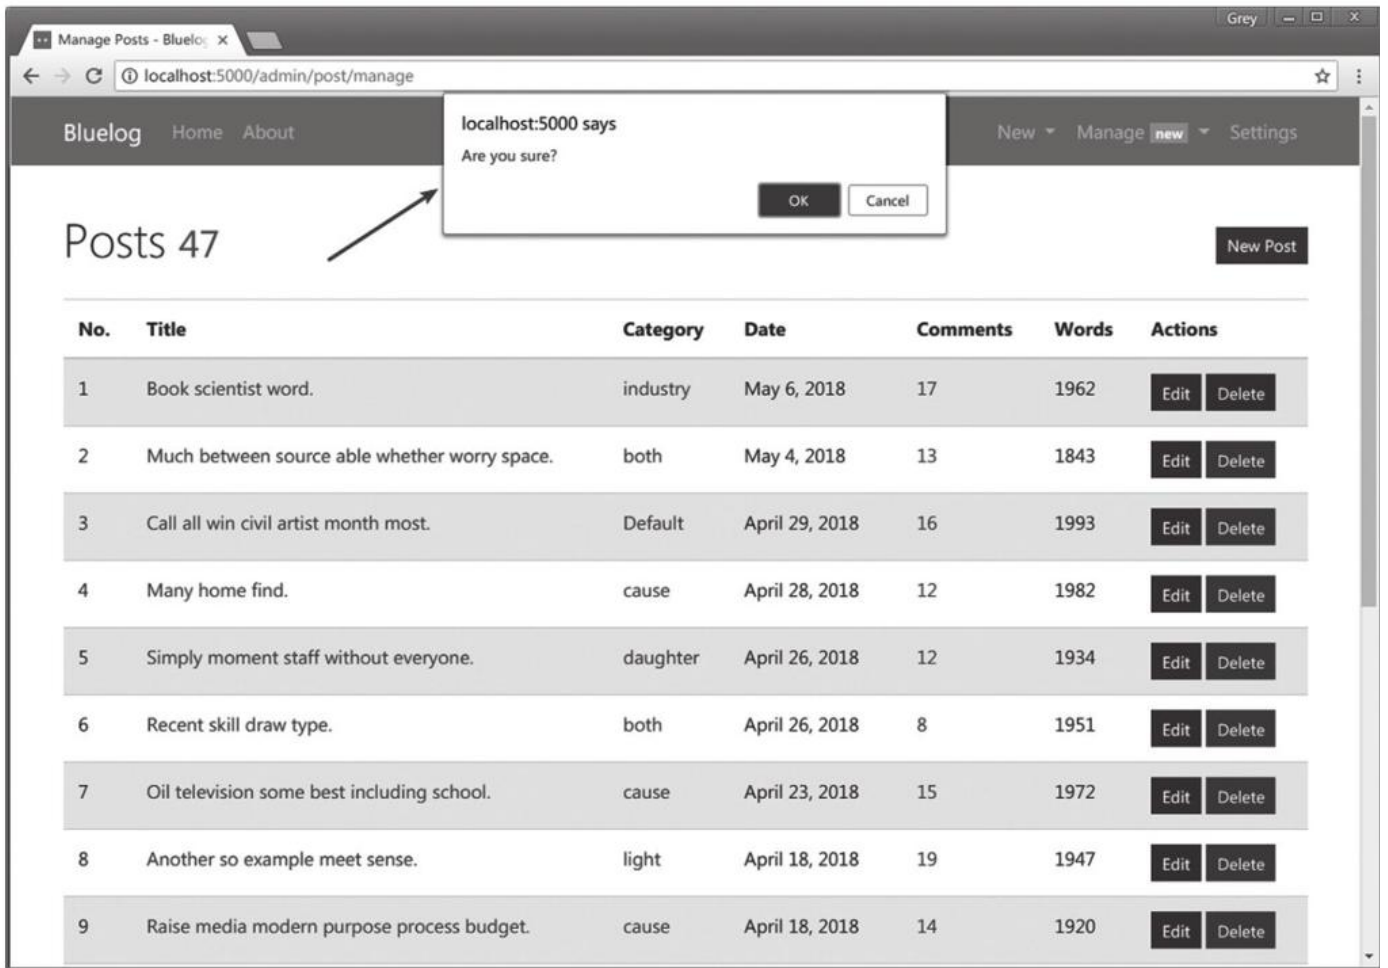 Grey
Manage Posts - Bluelo
localhost:5000/admin/post/manage
Bluelog Home About New Manage new Settings
localhost:5000 says
Are you sure?
OK Cancel
Posts 47
New Post
No. Title Category Date Comments Words Actions
1 Book scientist word. industry May 6, 2018 17 1962 Edit Delete
2 Much between source able whether worry space. both May 4, 2018 13 1843 Edit Delete
3 Call all win civil artist month most. Default April 29, 2018 16 1993 Edit Delete
4 Many home find. cause April 28, 2018 12 1982 Edit Delete
5 Simply moment staff without everyone. daughter April 26, 2018 12 1934 Edit Delete
6 Recent skill draw type. both April 26, 2018 8 1951 Edit Delete
7 Oil television some best including school. cause April 23, 2018 15 1972 Edit Delete
8 Another so example meet sense. light April 18, 2018 19 1947 Edit Delete
9 Raise media modern purpose process budget. cause April 18, 2018 14 1920 Edit Delete